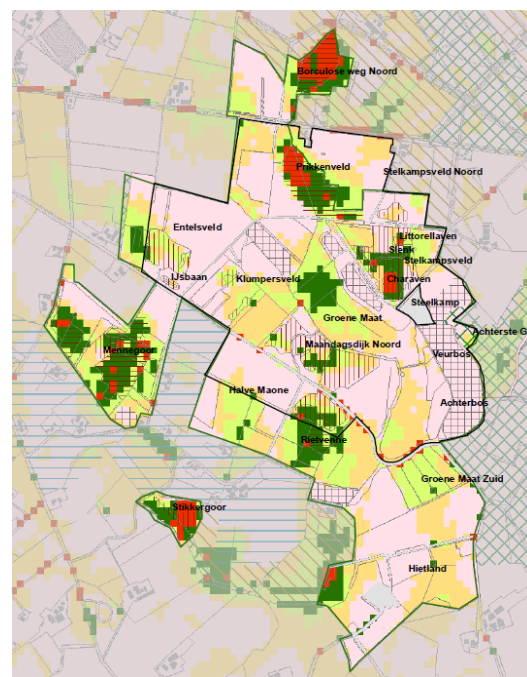 Borculose weg Noord
Prikkenveld
Stelkampsveld Noord
Entelsveld
Littorellaven
Slenk
Stelkampsveld
IJsbaan
Klumpersveld
Charaven
Steelkamp
Groene Maat
Achterste G
Maandagsdijk Noord
Mennegoor
Veurbos
Halve Maone
Achterbos
Rietvenne
Groene Maat Zuid
Stikkergoor
Hietland